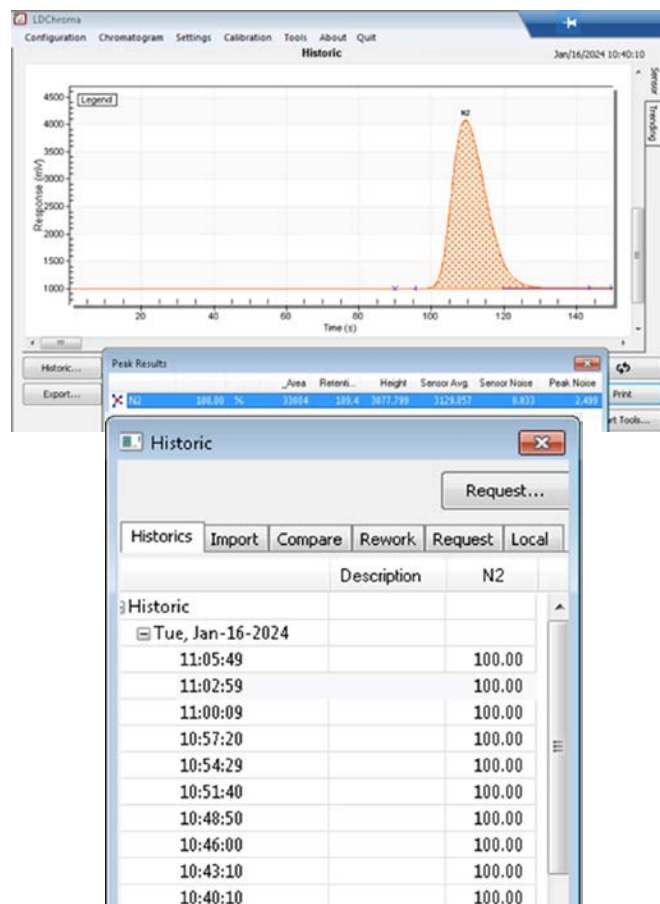 LDChroma
Configuration Chromatogram Settings Calibration Tools About Quit
Historic
Jan/16/2024 10:40:10
Sensor
Trending
Legend
N2
4500
4000
3500
3000
2500
2000
1500
1000
Response (mV)
20 40 60 80 100 120 140
Time (s)
Historic...
Export...
Print
rt Tools...
Peak Results
_Area Retenti... Height Sensor Avg. Sensor Noise Peak Noise
N2 100.00 % 33004 109.4 3077.799 3129.857 0.833 2.499
Historic
Request...
Historics Import Compare Rework Request Local
Description N2
Historic
Tue, Jan-16-2024
11:05:49 100.00
11:02:59 100.00
11:00:09 100.00
10:57:20 100.00
10:54:29 100.00
10:51:40 100.00
10:48:50 100.00
10:46:00 100.00
10:43:10 100.00
10:40:10 100.00